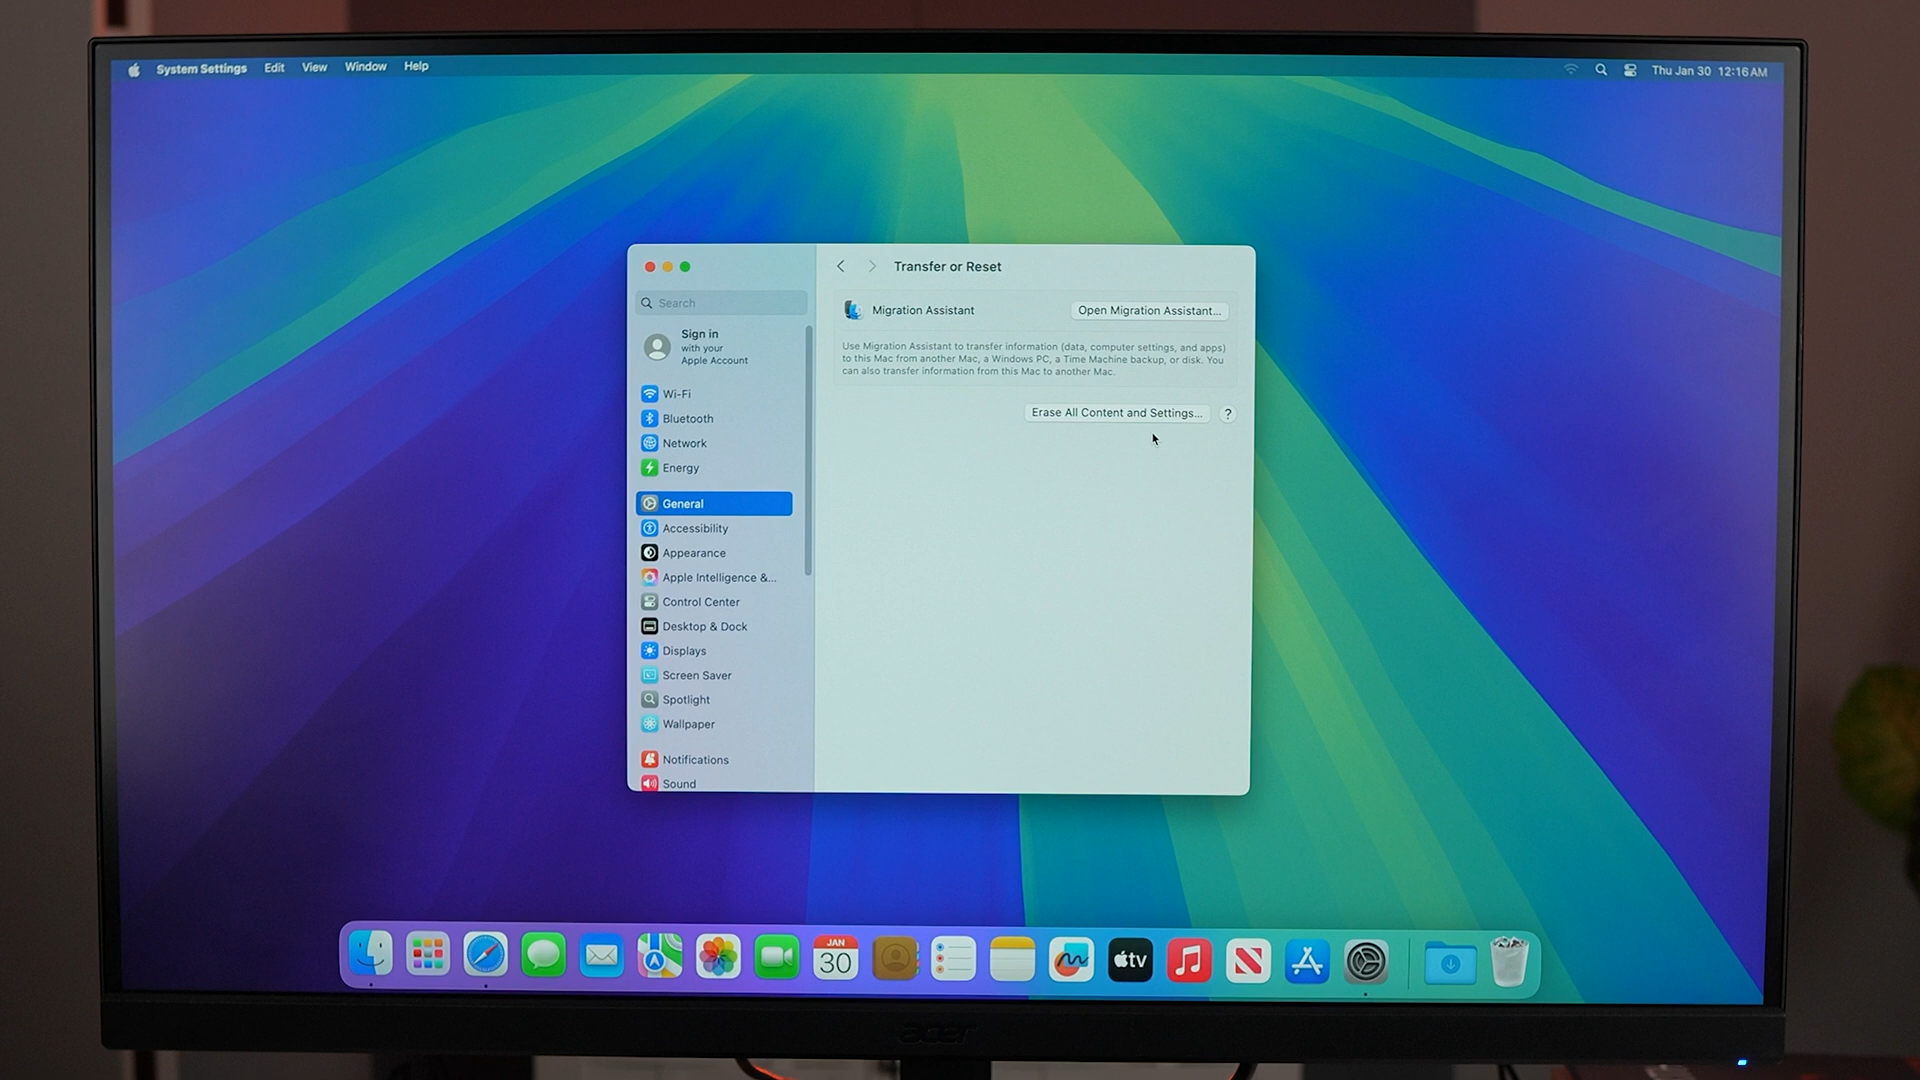 System Settings Edit View Window Help
Thu Jan 30 12:16 AM
Transfer or Reset
Search
Sign in
with your
Apple Account
Wi-Fi
Bluetooth
Network
Energy
General
Accessibility
Appearance
Apple Intelligence &...
Control Center
Desktop & Dock
Displays
Screen Saver
Spotlight
Wallpaper
Notifications
Sound
Migration Assistant
Open Migration Assistant...
Use Migration Assistant to transfer information (data, computer settings, and apps)
to this Mac from another Mac, a Windows PC, a Time Machine backup, or disk. You
can also transfer information from this Mac to another Mac.
Erase All Content and Settings... ?
JAN
30
tv
acer